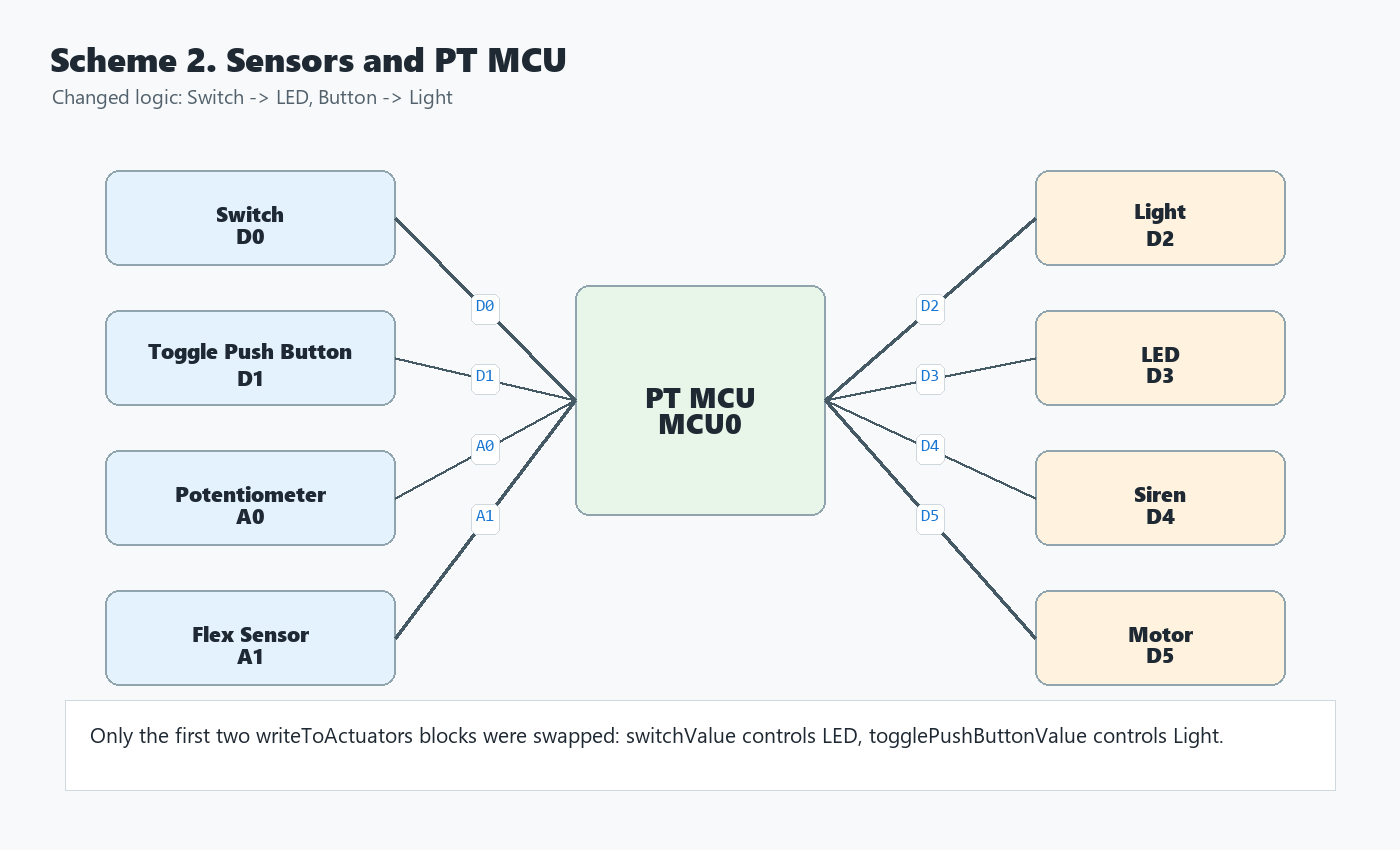 Scheme 2. Sensors and PT MCU
Changed logic: Switch -> LED, Button -> Light
Switch
D0
Toggle Push Button
D1
Potentiometer
A0
Flex Sensor
A1
D0
D1
A0
A1
PT MCU
MCU0
D2
D3
D4
D5
Light
D2
LED
D3
Siren
D4
Motor
D5
Only the first two writeToActuators blocks were swapped: switchValue controls LED, togglePushButtonValue controls Light.